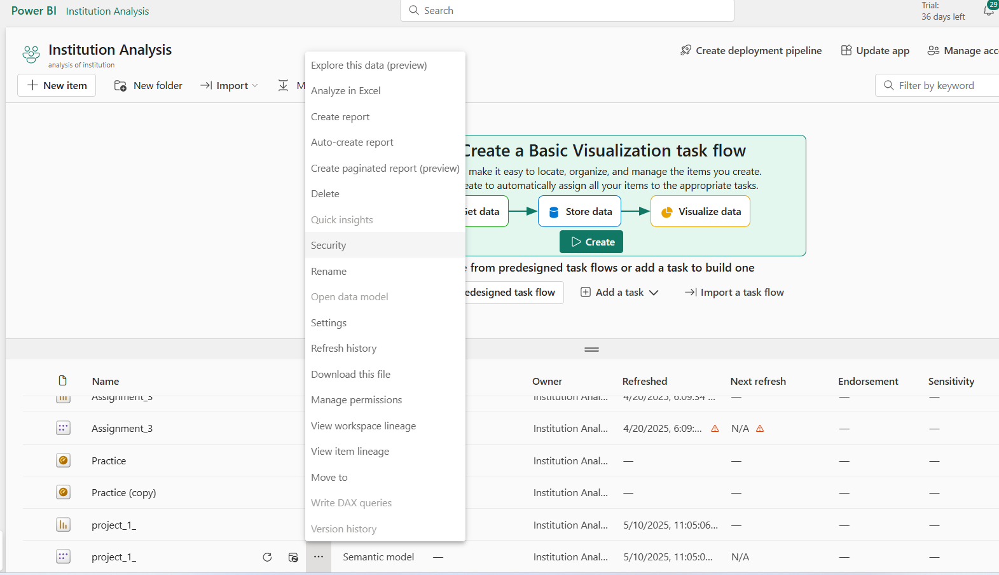 Power BI Institution Analysis
Search
Trial:
36 days left
29
Institution Analysis
analysis of institution
Create deployment pipeline
Update app
Manage acc
New item
New folder
Import
M
Filter by keyword
Explore this data (preview)
Analyze in Excel
Create report
Auto-create report
Create paginated report (preview)
Delete
Quick insights
Security
Rename
Open data model
Settings
Refresh history
Download this file
Manage permissions
View workspace lineage
View item lineage
Move to
Write DAX queries
Version history
Create a Basic Visualization task flow
make it easy to locate, organize, and manage the items you create.
eate to automatically assign all your items to the appropriate tasks.
Get data
Store data
Visualize data
Create
e from predesigned task flows or add a task to build one
edesigned task flow
Add a task
Import a task flow
Name Owner Refreshed Next refresh Endorsement Sensitivity
Assignment_3 Institution Anal... 4/20/2025, 6:09:34 ... — — —
Assignment_3 Institution Anal... 4/20/2025, 6:09:... N/A — —
Practice Institution Anal... — — — —
Practice (copy) Institution Anal... — — — —
project_1_ Institution Anal... 5/10/2025, 11:05:06... — — —
project_1_ ... Semantic model — Institution Anal... 5/10/2025, 11:05:0... N/A — —